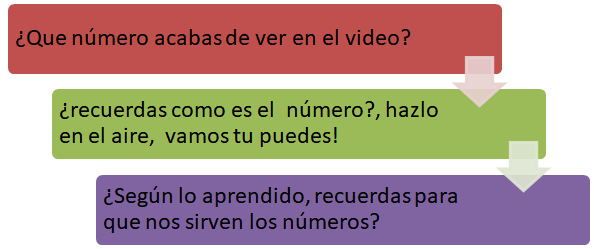 ¿Que número acabas de ver en el video?
¿recuerdas como es el  número?, hazlo
en el aire,  vamos tu puedes!
¿Según lo aprendido, recuerdas para
que nos sirven los números?